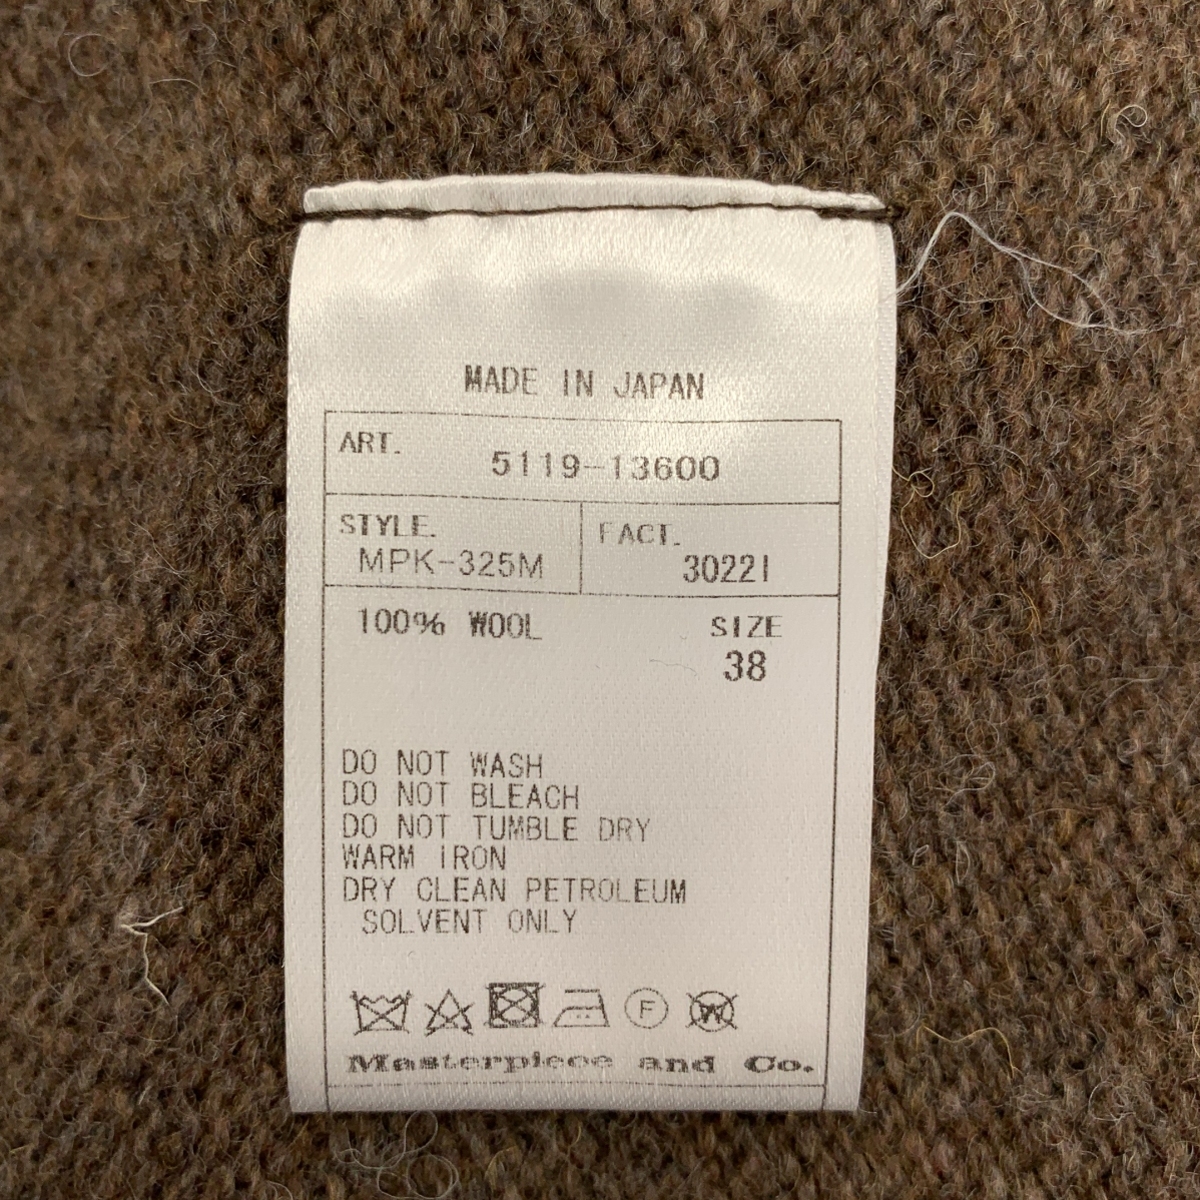 MADE IN JAPAN
ART. 5119-13600
STYLE. FACT.
MPK-325M 30221
100% WOOL SIZE
38
DO NOT WASH
DO NOT BLEACH
DO NOT TUMBLE DRY
WARM IRON
DRY CLEAN PETROLEUM
SOLVENT ONLY
F W
Masterpiece and Co.